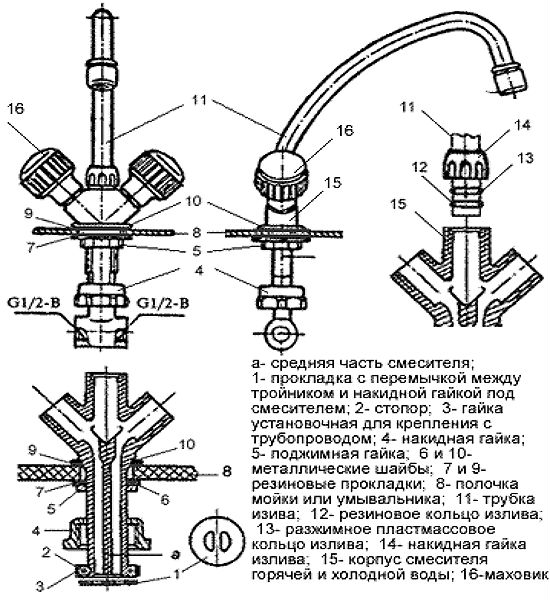 16
11
16
11
14
12
13
15
15
9
10
7
8
5
4
G1/2-B
G1/2-B
9
10
7
8
5
6
4
2
a
3
1
а- средняя часть смесителя;
1- прокладка с перемычкой между
тройником и накидной гайкой под
смесителем; 2- стопор; 3- гайка
установочная для крепления с
трубопроводом; 4- накидная гайка;
5- поджимная гайка; 6 и 10-
металлические шайбы; 7 и 9-
резиновые прокладки; 8- полочка
мойки или умывальника; 11- трубка
изива; 12- резиновое кольцо излива;
13- разжимное пластмассовое
кольцо излива; 14- накидная гайка
излива; 15- корпус смесителя
горячей и холодной воды; 16-маховик